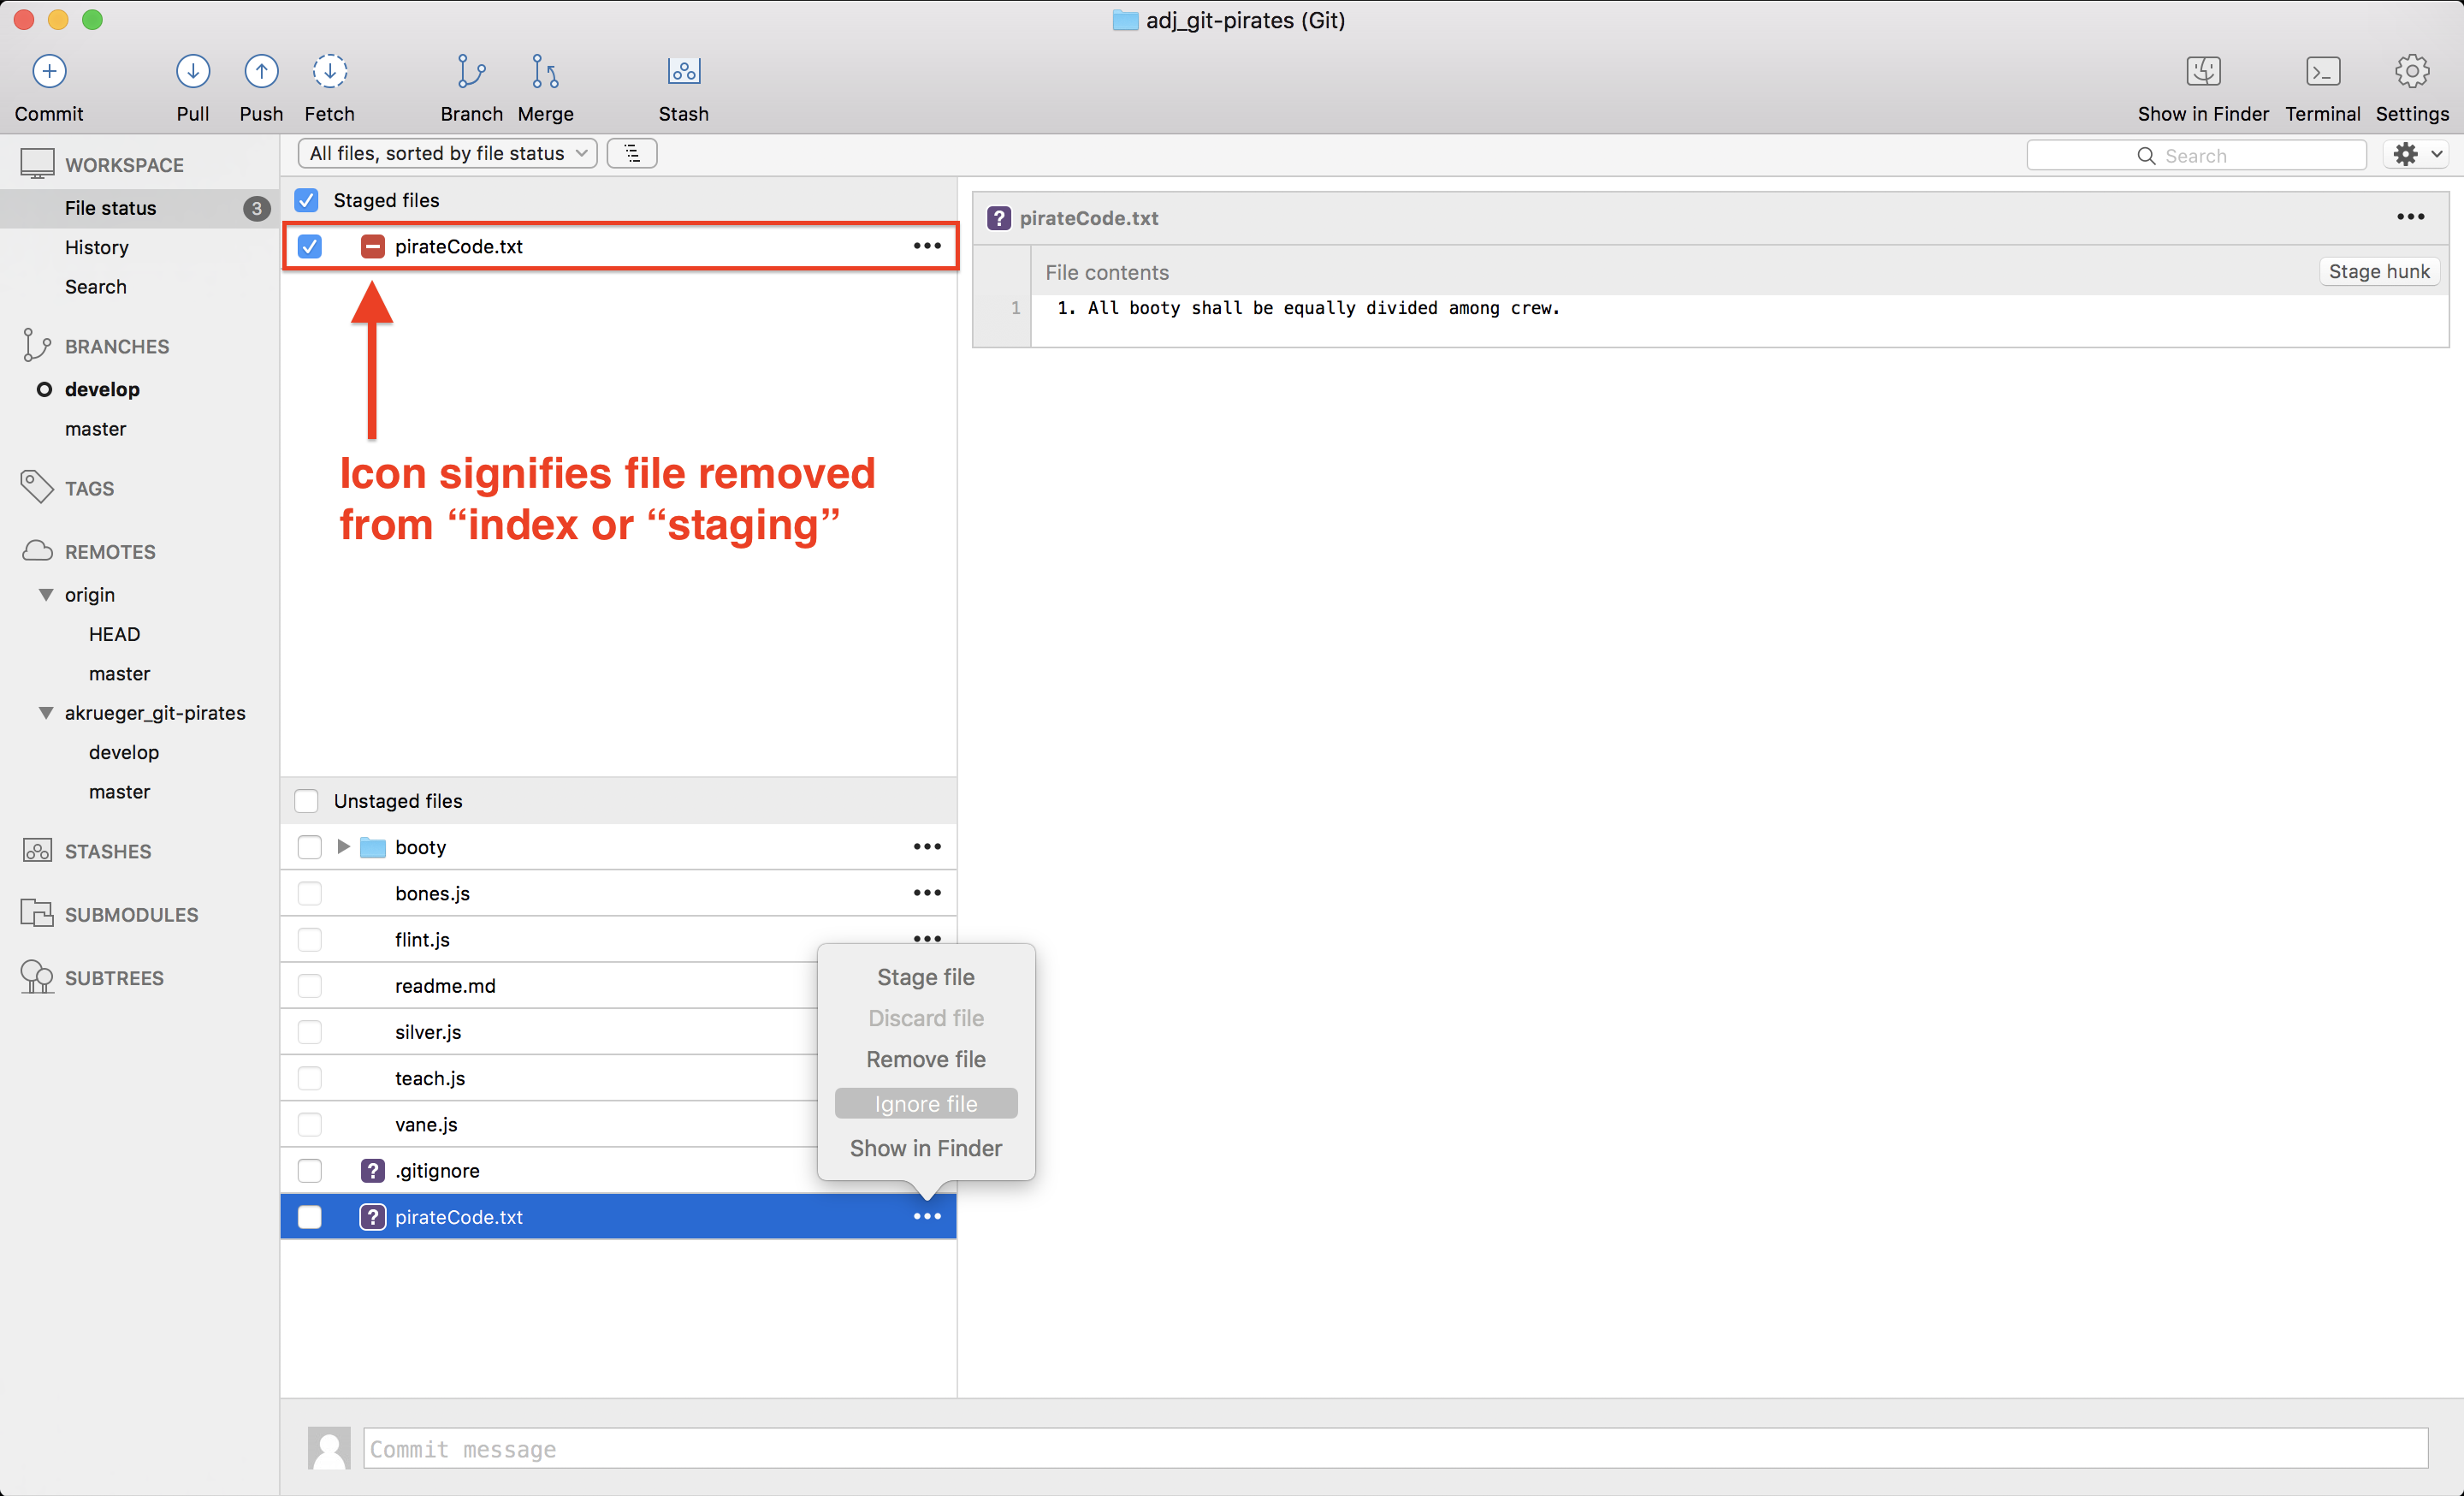 adj_git-pirates (Git)
Commit
Pull
Push
Fetch
Branch
Merge
Stash
Show in Finder
Terminal
Settings
WORKSPACE
File status
3
History
Search
BRANCHES
develop
master
TAGS
REMOTES
origin
HEAD
master
akrueger_git-pirates
develop
master
STASHES
SUBMODULES
SUBTREES
All files, sorted by file status
Search
Staged files
pirateCode.txt
Icon signifies file removed
from “index or “staging”
Unstaged files
booty
bones.js
flint.js
readme.md
silver.js
teach.js
vane.js
? .gitignore
? pirateCode.txt
Stage file
Discard file
Remove file
Ignore file
Show in Finder
? pirateCode.txt
File contents
Stage hunk
1 1. All booty shall be equally divided among crew.
Commit message